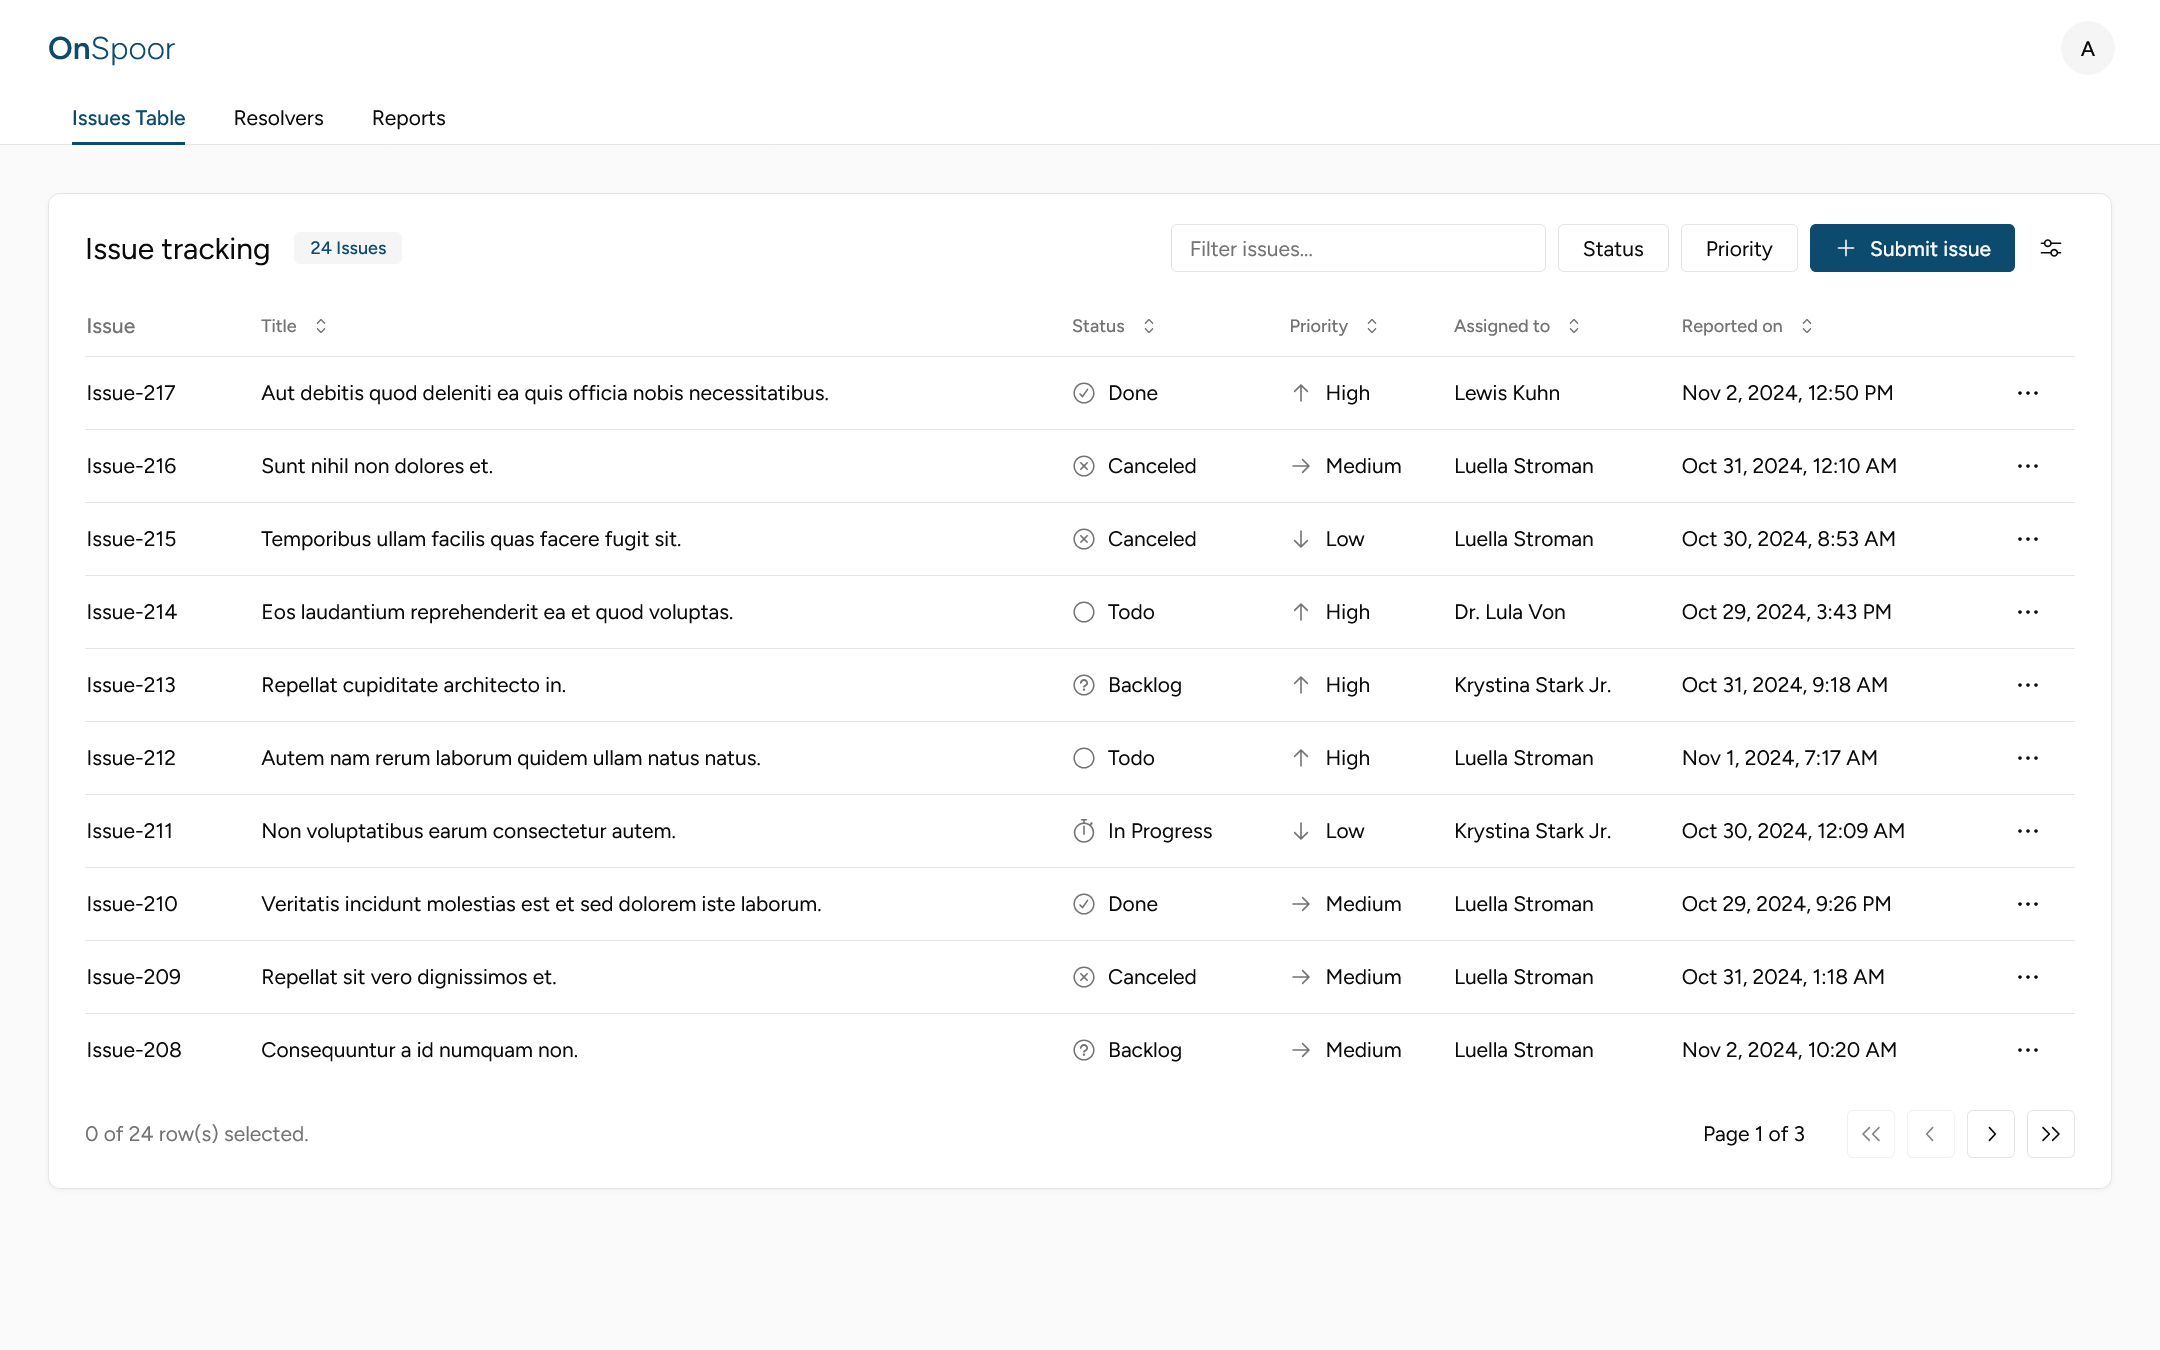 OnSpoor
A
Issues Table Resolvers Reports
Issue tracking 24 Issues Filter issues... Status Priority Submit issue
Issue Title Status Priority Assigned to Reported on
Issue-217 Aut debitis quod deleniti ea quis officia nobis necessitatibus. Done High Lewis Kuhn Nov 2, 2024, 12:50 PM
Issue-216 Sunt nihil non dolores et. Canceled Medium Luella Stroman Oct 31, 2024, 12:10 AM
Issue-215 Temporibus ullam facilis quas facere fugit sit. Canceled Low Luella Stroman Oct 30, 2024, 8:53 AM
Issue-214 Eos laudantium reprehenderit ea et quod voluptas. Todo High Dr. Lula Von Oct 29, 2024, 3:43 PM
Issue-213 Repellat cupiditate architecto in. Backlog High Krystina Stark Jr. Oct 31, 2024, 9:18 AM
Issue-212 Autem nam rerum laborum quidem ullam natus natus. Todo High Luella Stroman Nov 1, 2024, 7:17 AM
Issue-211 Non voluptatibus earum consectetur autem. In Progress Low Krystina Stark Jr. Oct 30, 2024, 12:09 AM
Issue-210 Veritatis incidunt molestias est et sed dolorem iste laborum. Done Medium Luella Stroman Oct 29, 2024, 9:26 PM
Issue-209 Repellat sit vero dignissimos et. Canceled Medium Luella Stroman Oct 31, 2024, 1:18 AM
Issue-208 Consequuntur a id numquam non. Backlog Medium Luella Stroman Nov 2, 2024, 10:20 AM
0 of 24 row(s) selected. Page 1 of 3